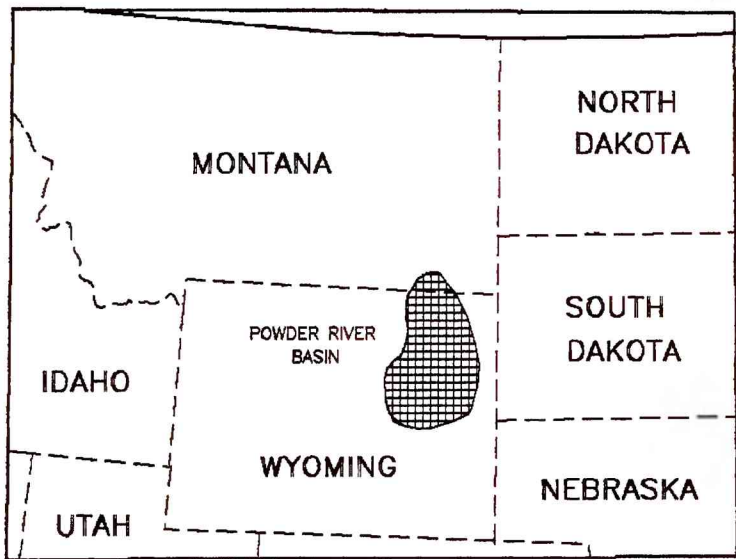 NORTH
DAKOTA
MONTANA
SOUTH
DAKOTA
POWDER RIVER
BASIN
IDAHO
WYOMING
NEBRASKA
UTAH